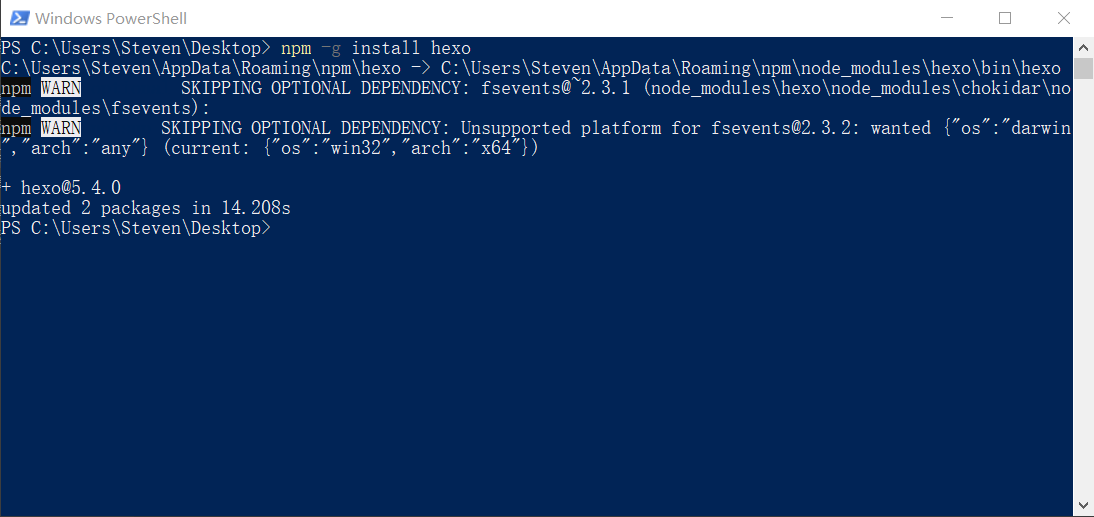 Windows PowerShell
PS C:\Users\Steven\Desktop> npm -g install hexo
C:\Users\Steven\AppData\Roaming\npm\hexo -> C:\Users\Steven\AppData\Roaming\npm\node_modules\hexo\bin\hexo
npm WARN SKIPPING OPTIONAL DEPENDENCY: fsevents@~2.3.1 (node_modules\hexo\node_modules\chokidar\no
de_modules\fsevents):
npm WARN SKIPPING OPTIONAL DEPENDENCY: Unsupported platform for fsevents@2.3.2: wanted {"os":"darwin
","arch":"any"} (current: {"os":"win32","arch":"x64"})
+ hexo@5.4.0
updated 2 packages in 14.208s
PS C:\Users\Steven\Desktop>